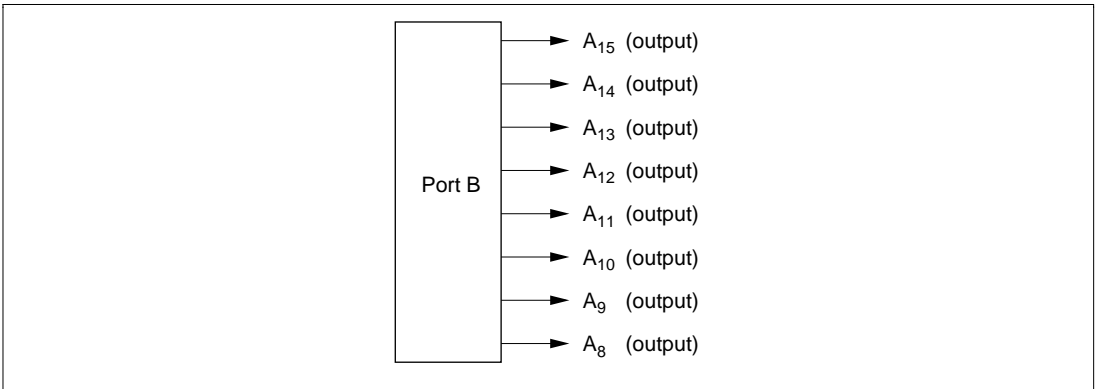 A15 (output)
A14 (output)
A13 (output)
A12 (output)
Port B
A11 (output)
A10 (output)
A9 (output)
A8 (output)